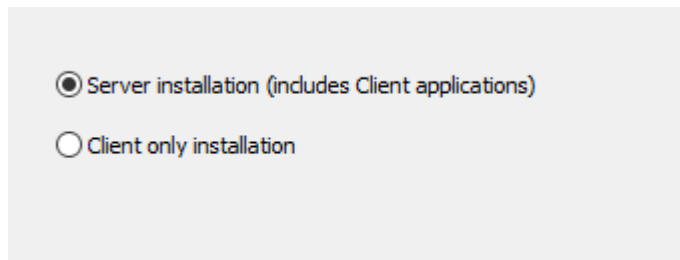 Server installation (includes Client applications)
Client only installation